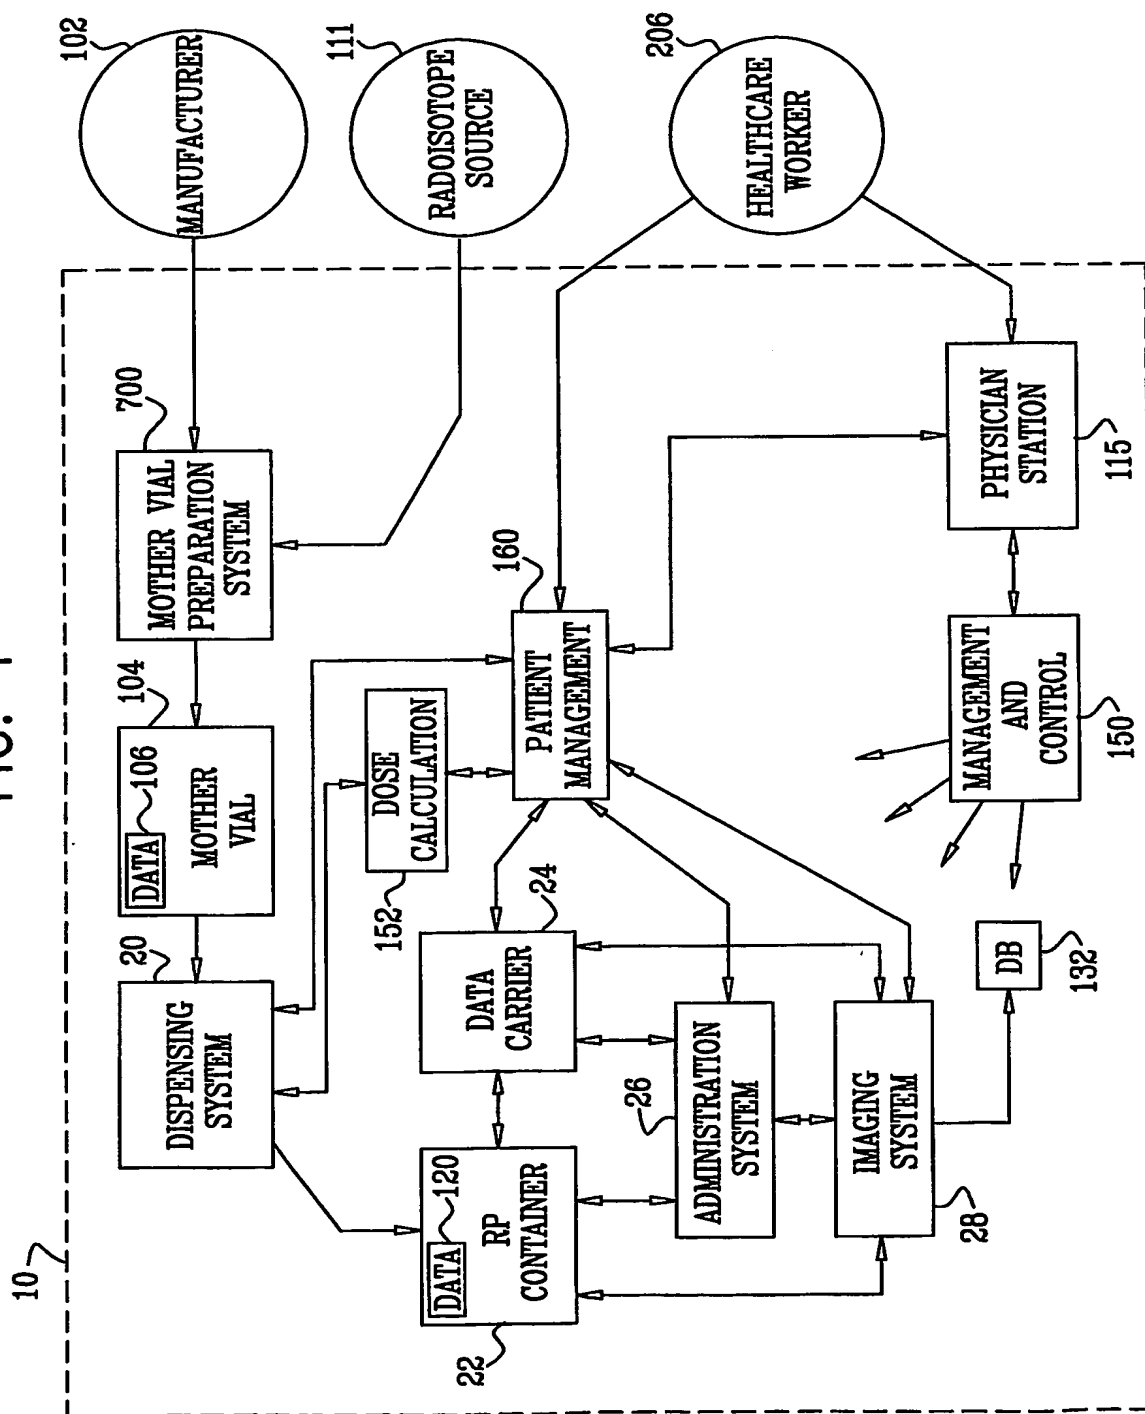 FIG. 1
10
20
104
700
102
DISPENSING
SYSTEM
DATA
106
MOTHER
VIAL
MOTHER VIAL
PREPARATION
SYSTEM
MANUFACTURER
111
RADOISOTOPE
SOURCE
152
DOSE
CALCULATION
22
DATA
120
RP
CONTAINER
24
DATA
CARRIER
160
PATIENT
MANAGEMENT
206
HEALTHCARE
WORKER
26
ADMINISTRATION
SYSTEM
IMAGING
SYSTEM
28
DB
132
MANAGEMENT
AND
CONTROL
150
PHYSICIAN
STATION
115